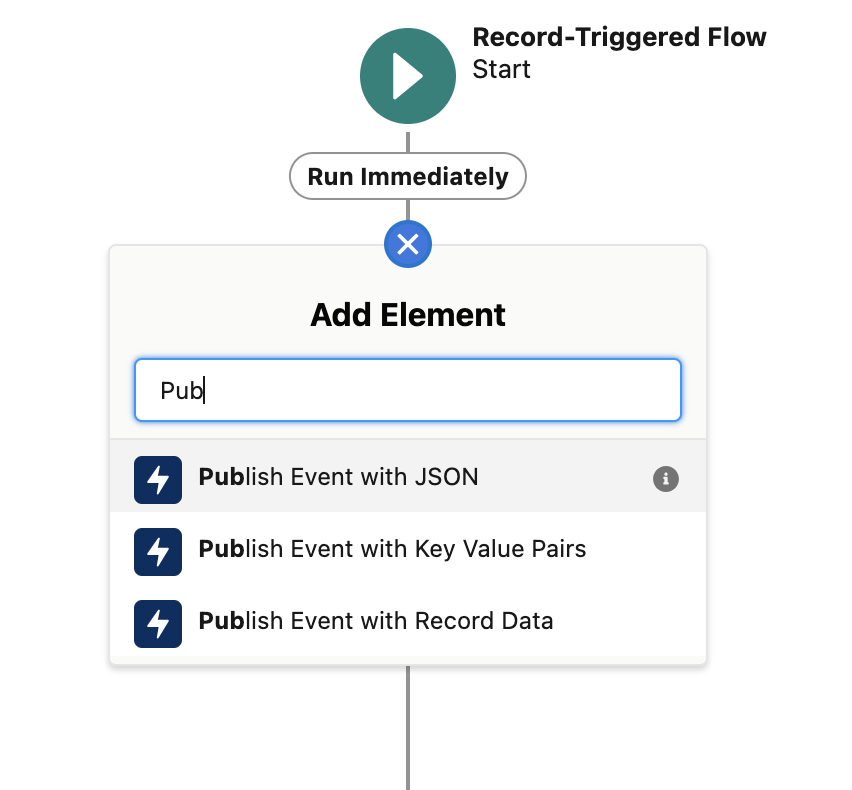 Record-Triggered Flow
Start
Run Immediately
Add Element
Pub
Publish Event with JSON
Publish Event with Key Value Pairs
Publish Event with Record Data